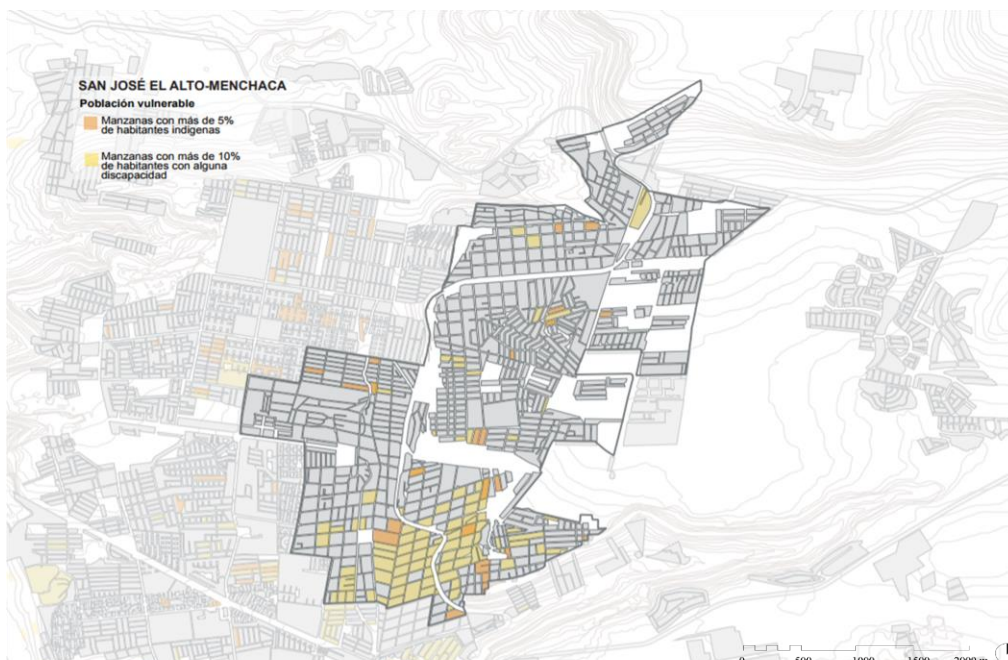 SAN JOSÉ EL ALTO-MENCHACA
Población vulnerable
Manzanas con más de 5%
de habitantes indígenas
Manzanas con más de 10%
de habitantes con alguna
discapacidad
0 500 1000 1500 2000 m